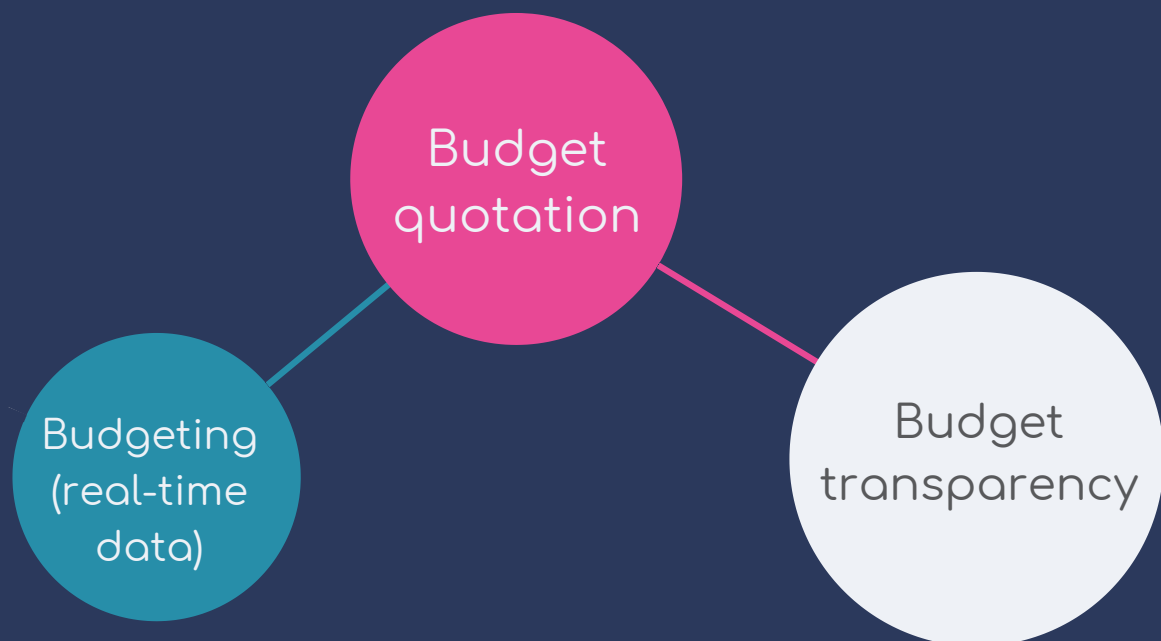 Budget
quotation
Budgeting
(real-time
data)
Budget
transparency